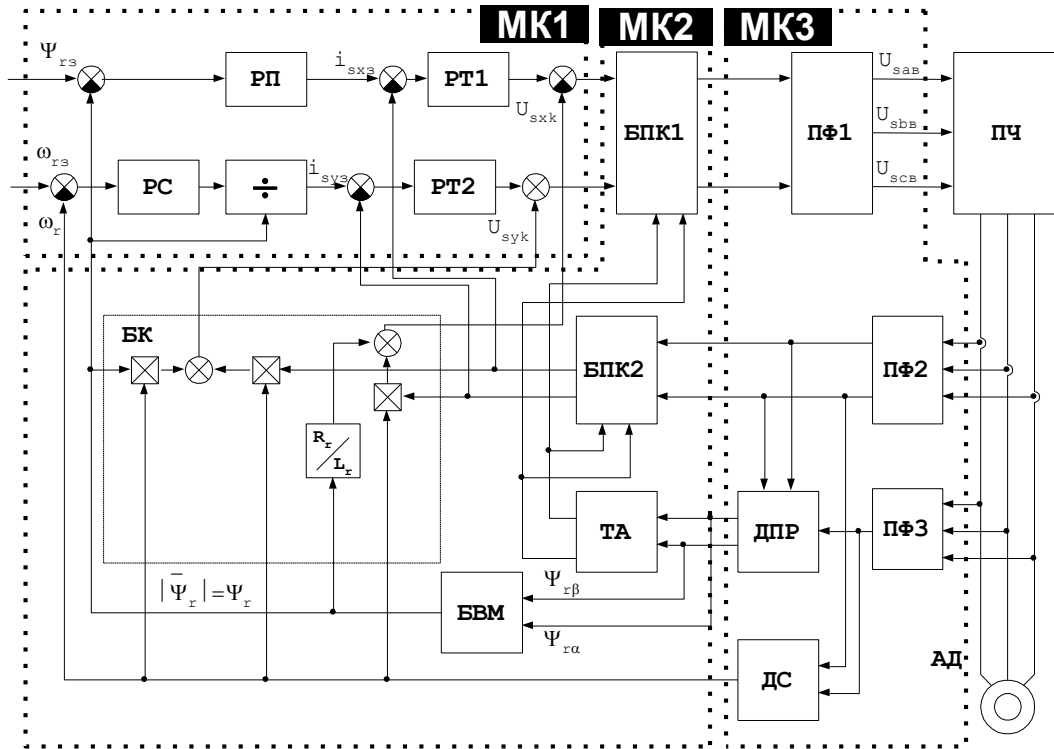 МК1 МК2 МК3
Ψrз
РП
isxз
РТ1
Usxk
БПК1
ПФ1
Usaв
Usbв
Uscв
ПЧ
ωrз
РС
÷
isyз
РТ2
Usyk
ωr
БК
БПК2
ПФ2
Rr/Lr
ТА
ДПР
ПФ3
|Ψ̅r|=Ψr
БВМ
Ψrβ
Ψrα
ДС
АД